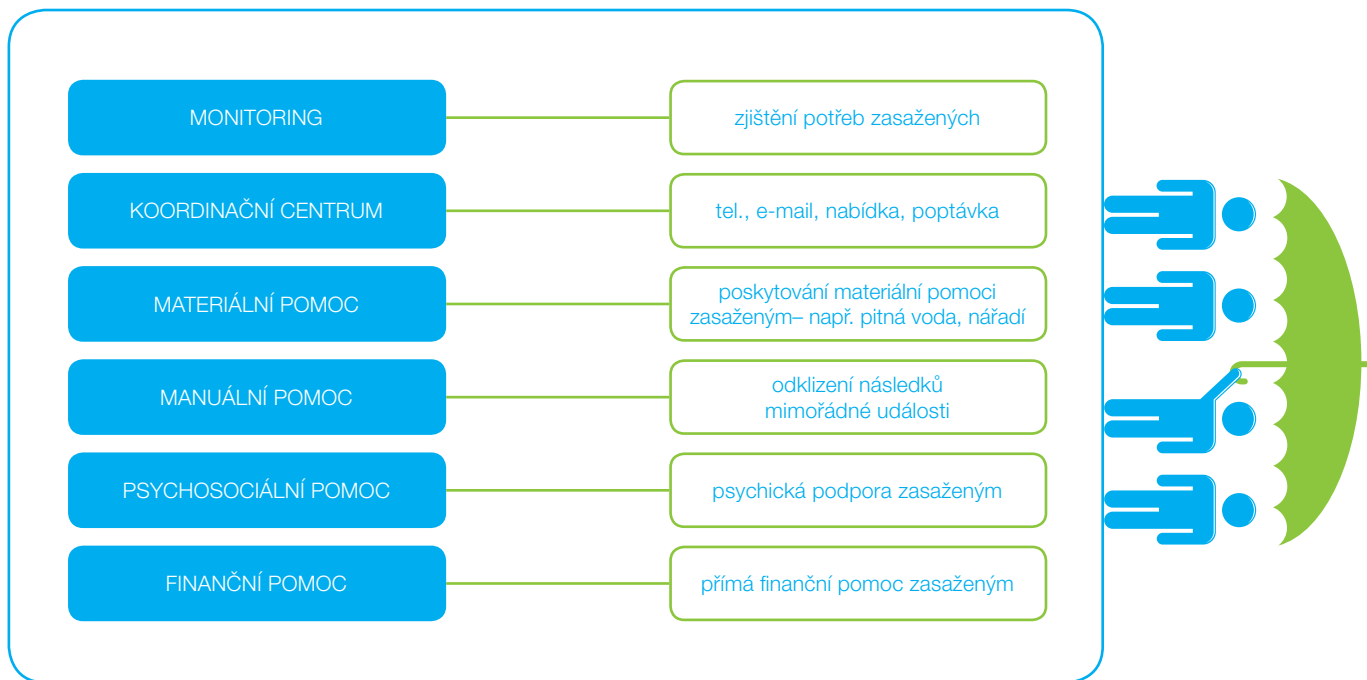 MONITORING
zjištění potřeb zasažených
KOORDINAČNÍ CENTRUM
tel., e-mail, nabídka, poptávka
MATERIÁLNÍ POMOC
poskytování materiální pomoci
zasaženým– např. pitná voda, nářadí
MANUÁLNÍ POMOC
odklizení následků
mimořádné události
PSYCHOSOCIÁLNÍ POMOC
psychická podpora zasaženým
FINANČNÍ POMOC
přímá finanční pomoc zasaženým